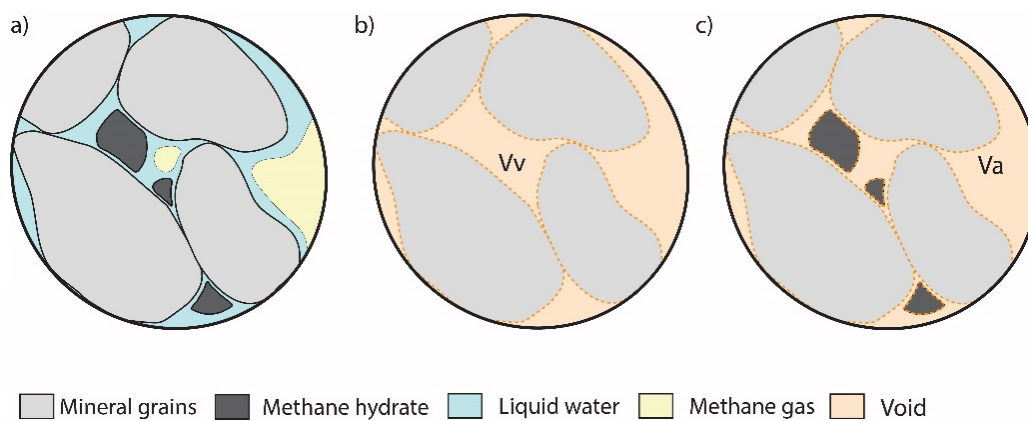 a)
b)
c)
Vv
Va
Mineral grains
Methane hydrate
Liquid water
Methane gas
Void